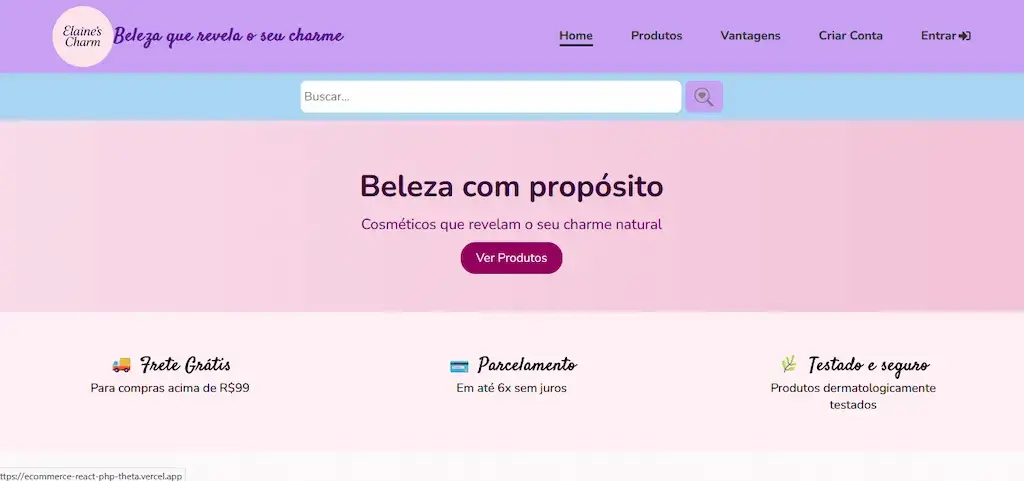 Elaine's
Charm
Beleza que revela o seu charme
Home
Produtos
Vantagens
Criar Conta
Entrar
Buscar...
Beleza com propósito
Cosméticos que revelam o seu charme natural
Ver Produtos
Frete Grátis
Para compras acima de R$99
Parcelamento
Em até 6x sem juros
Testado e seguro
Produtos dermatologicamente
testados
ttps://ecommerce-react-php-theta.vercel.app